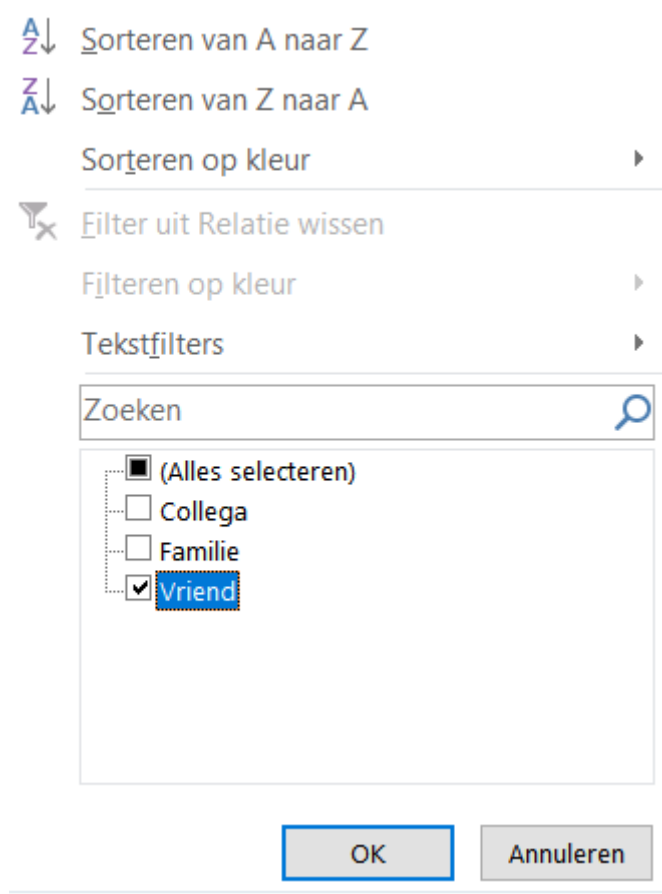 Sorteren van A naar Z
Sorteren van Z naar A
Sorteren op kleur
Filter uit Relatie wissen
Filteren op kleur
Tekstfilters
Zoeken
(Alles selecteren)
Collega
Familie
Vriend
OK Annuleren